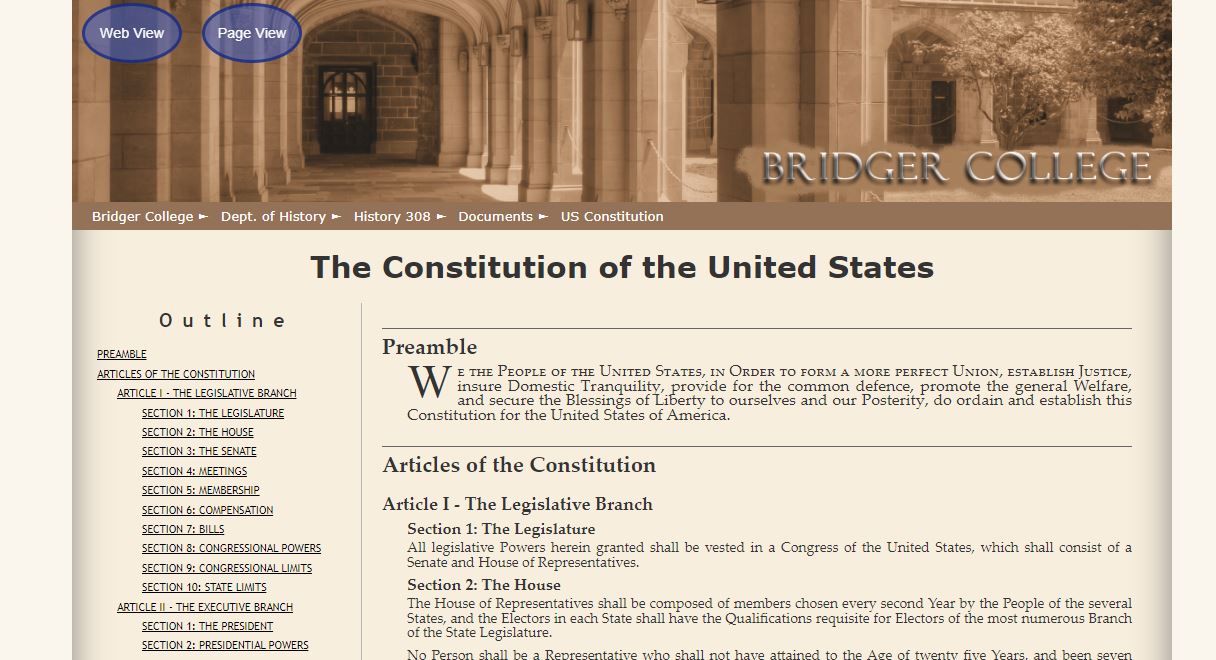 Web View
Page View
BRIDGER COLLEGE
Bridger College ► Dept. of History ► History 308 ► Documents ► US Constitution
The Constitution of the United States
Outline
PREAMBLE
ARTICLES OF THE CONSTITUTION
ARTICLE I - THE LEGISLATIVE BRANCH
SECTION 1: THE LEGISLATURE
SECTION 2: THE HOUSE
SECTION 3: THE SENATE
SECTION 4: MEETINGS
SECTION 5: MEMBERSHIP
SECTION 6: COMPENSATION
SECTION 7: BILLS
SECTION 8: CONGRESSIONAL POWERS
SECTION 9: CONGRESSIONAL LIMITS
SECTION 10: STATE LIMITS
ARTICLE II - THE EXECUTIVE BRANCH
SECTION 1: THE PRESIDENT
SECTION 2: PRESIDENTIAL POWERS
Preamble
We the People of the United States, in Order to form a more perfect Union, establish Justice,
insure Domestic Tranquility, provide for the common defence, promote the general Welfare,
and secure the Blessings of Liberty to ourselves and our Posterity, do ordain and establish this
Constitution for the United States of America.
Articles of the Constitution
Article I - The Legislative Branch
Section 1: The Legislature
All legislative Powers herein granted shall be vested in a Congress of the United States, which shall consist of a
Senate and House of Representatives.
Section 2: The House
The House of Representatives shall be composed of members chosen every second Year by the People of the several
States, and the Electors in each State shall have the Qualifications requisite for Electors of the most numerous Branch
of the State Legislature.
No Person shall be a Representative who shall not have attained to the Age of twenty five Years, and been seven